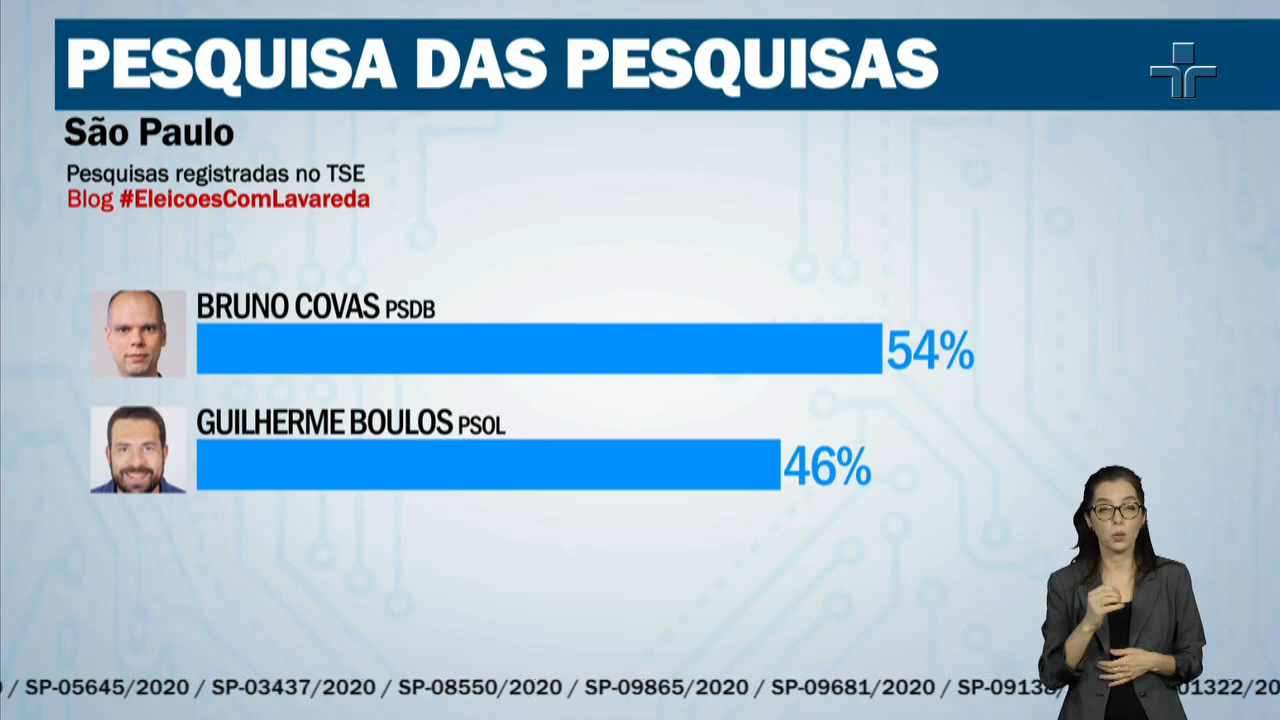 PESQUISA DAS PESQUISAS
São Paulo
Pesquisas registradas no TSE
Blog #EleicoesComLavareda
BRUNO COVAS PSDB
54%
GUILHERME BOULOS PSOL
46%
/ SP-05645/2020 / SP-03437/2020 / SP-08550/2020 / SP-09865/2020 / SP-09681/2020 /